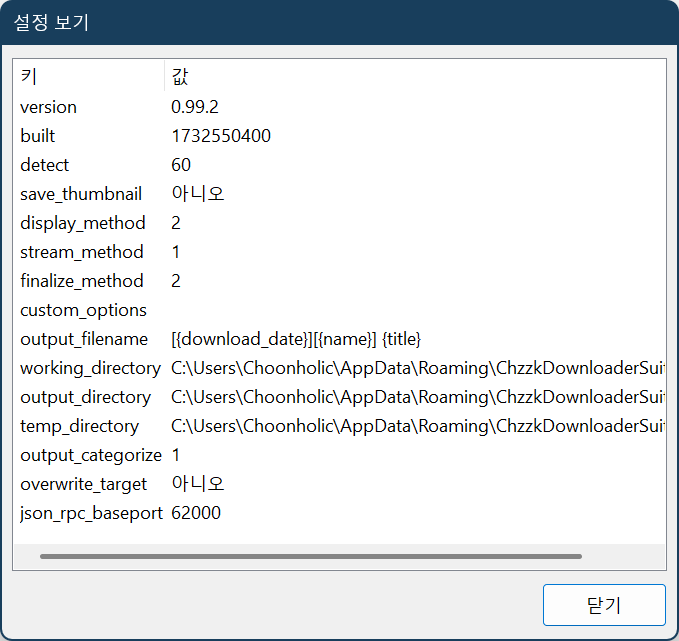 설정 보기
키 값
version 0.99.2
built 1732550400
detect 60
save_thumbnail 아니오
display_method 2
stream_method 1
finalize_method 2
custom_options
output_filename [{download_date}][{name}] {title}
working_directory C:\Users\Choonholic\AppData\Roaming\ChzzkDownloaderSui
output_directory C:\Users\Choonholic\AppData\Roaming\ChzzkDownloaderSui
temp_directory C:\Users\Choonholic\AppData\Roaming\ChzzkDownloaderSui
output_categorize 1
overwrite_target 아니오
json_rpc_baseport 62000
닫기